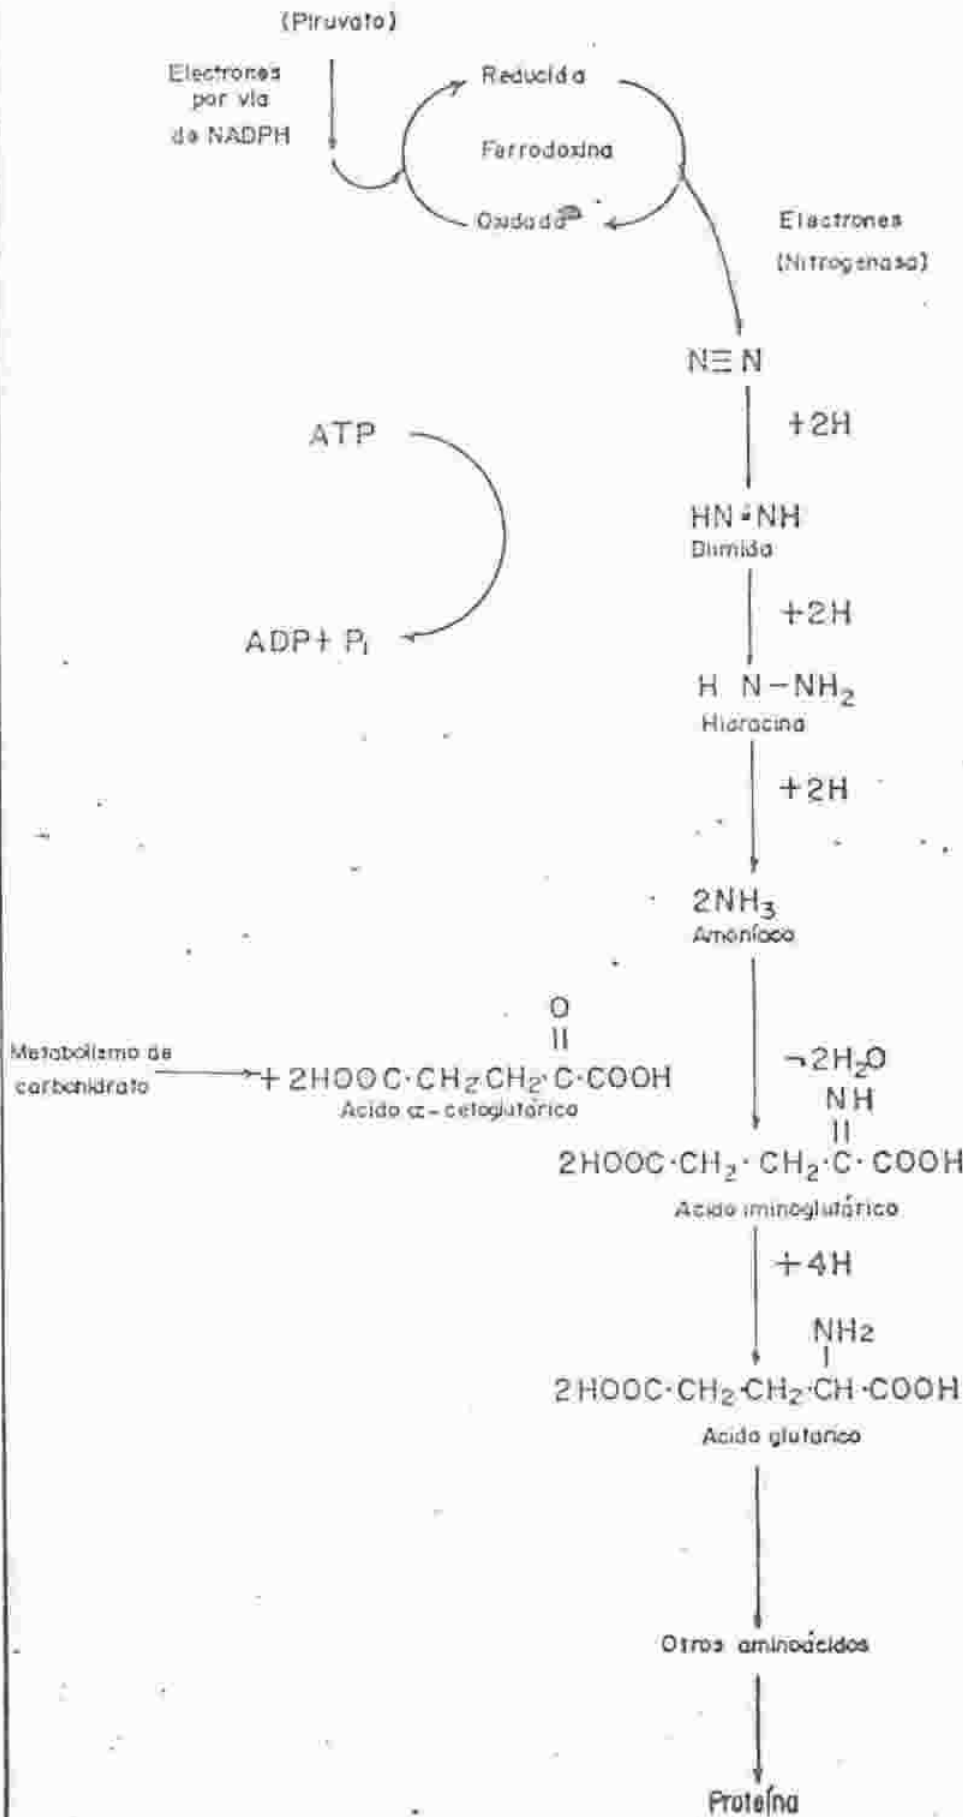 (Piruvato)
Electrones
por vía
de NADPH
Reducida
Ferrodoxina
Oxidada
Electrones
(Nitrogenasa)
N≡N
+2H
ATP
HN=NH
Diimida
+2H
ADP+ Pi
H N-NH₂
Hidracina
+2H
2NH₃
Amoníaco
O
||
Metabolismo de
carbohidrato
+ 2HOOC·CH₂CH₂·C·COOH
Acido α-cetoglutárico
-2H₂O
NH
||
2HOOC·CH₂·CH₂·C·COOH
Acido iminoglutárico
+4H
NH2
|
2HOOC·CH₂·CH₂·CH·COOH
Acido glutarico
Otros aminoácidos
Proteína